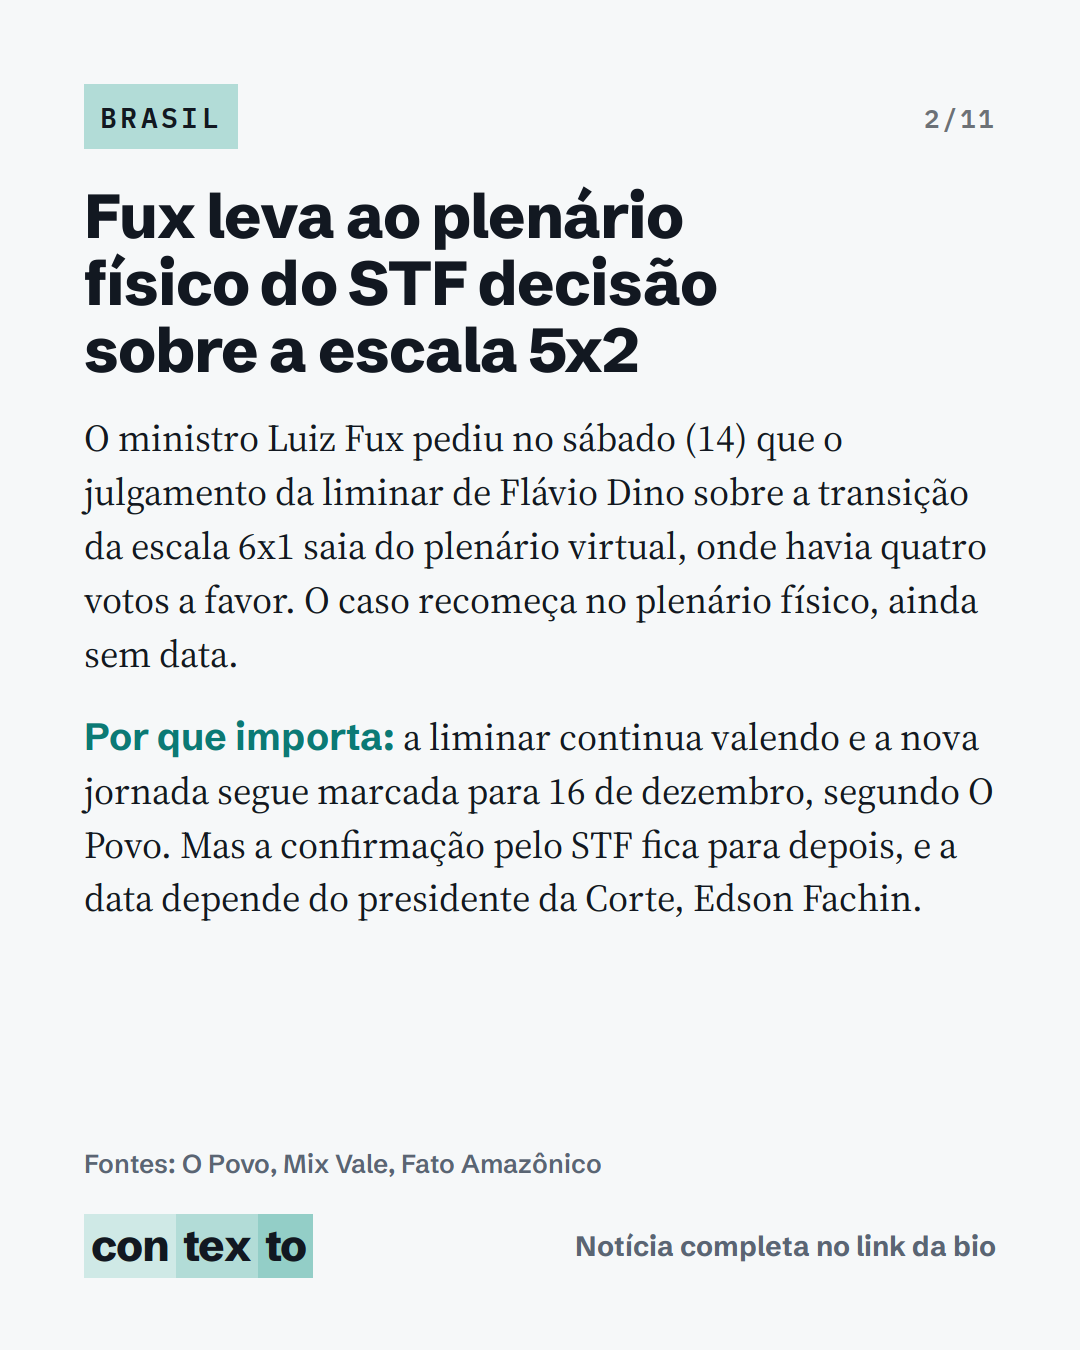 BRASIL
2/11
Fux leva ao plenário
físico do STF decisão
sobre a escala 5x2
O ministro Luiz Fux pediu no sábado (14) que o
julgamento da liminar de Flávio Dino sobre a transição
da escala 6x1 saia do plenário virtual, onde havia quatro
votos a favor. O caso recomeça no plenário físico, ainda
sem data.
Por que importa: a liminar continua valendo e a nova
jornada segue marcada para 16 de dezembro, segundo O
Povo. Mas a confirmação pelo STF fica para depois, e a
data depende do presidente da Corte, Edson Fachin.
Fontes: O Povo, Mix Vale, Fato Amazônico
contexto
Notícia completa no link da bio